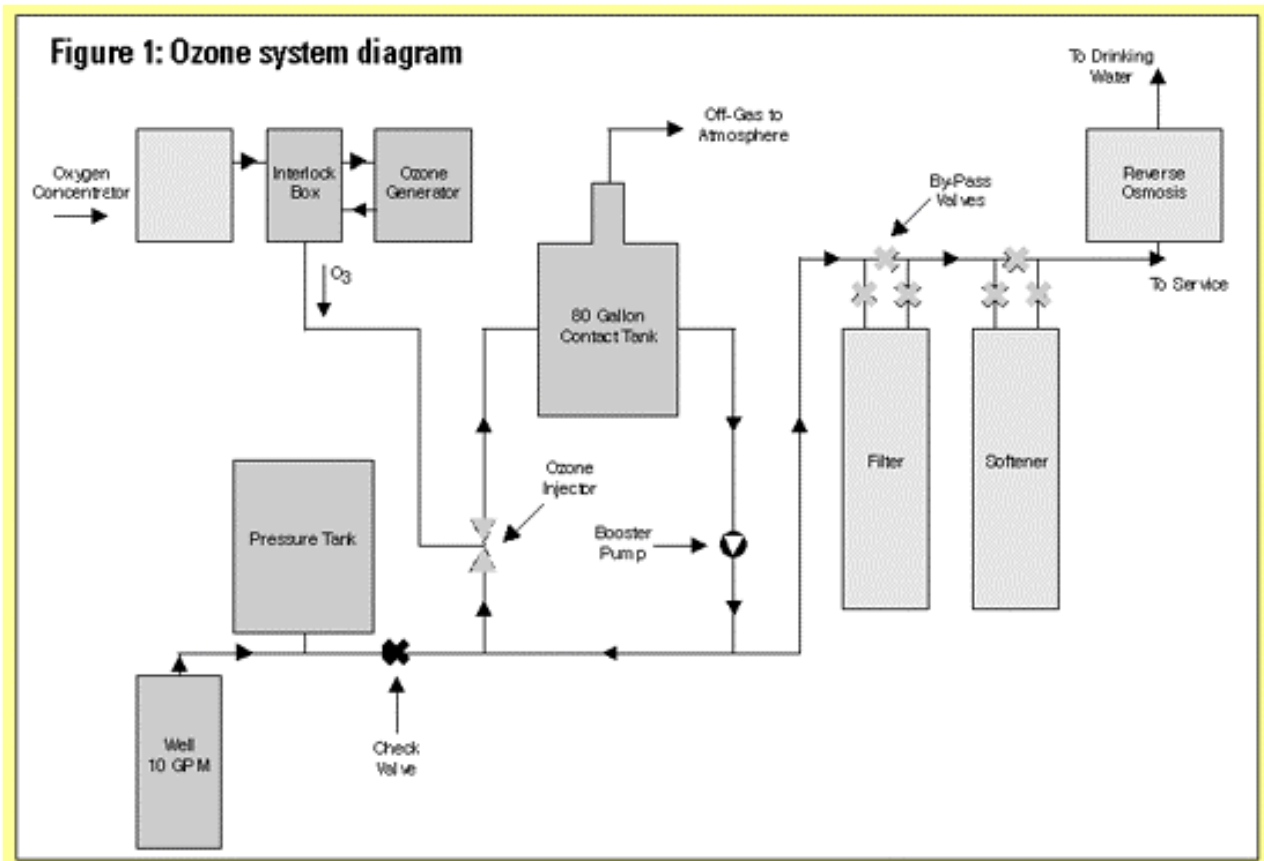 Figure 1: Ozone system diagram
To Drinking
Water
Off-Gas to
Atmosphere
Oxygen
Concentrator
Interlock
Box
Ozone
Generator
By-Pass
Valves
Reverse
Osmosis
O3
To Service
80 Gallon
Contact Tank
Filter
Softener
Ozone
Injector
Pressure Tank
Booster
Pump
Well
10 GPM
Check
Valve